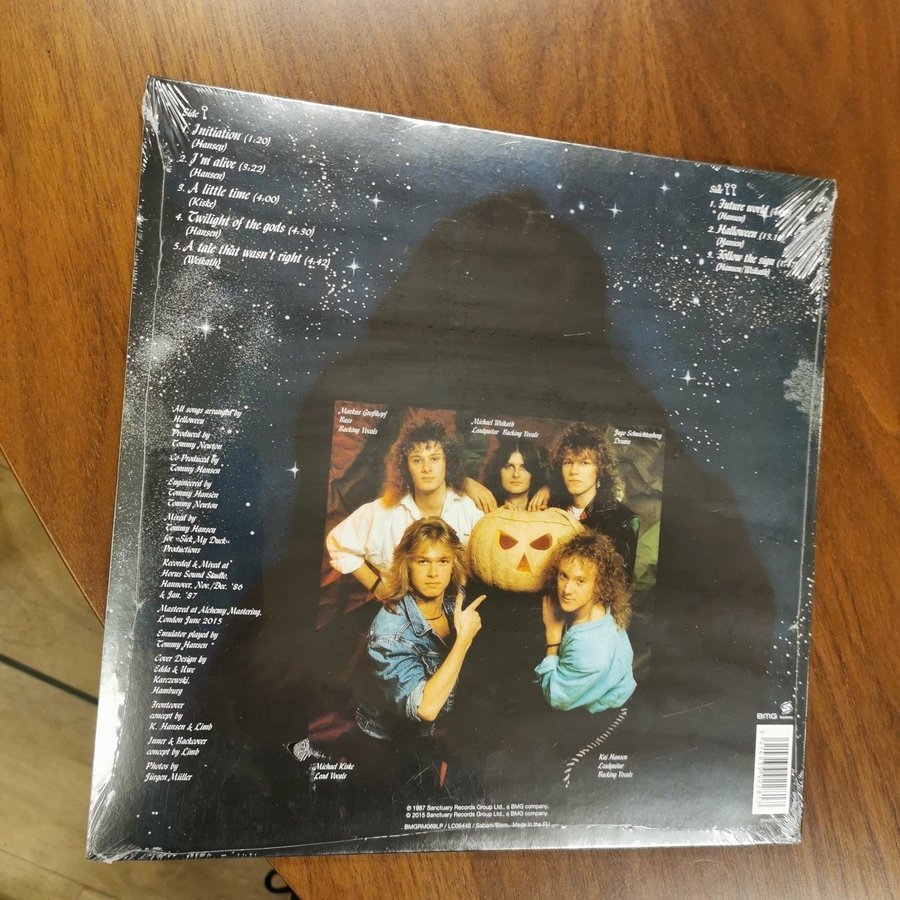 Side I
1. Initiation (1:20)
(Hansen)
2. I'm alive (3:22)
(Hansen)
3. A little time (4.00)
(Kiske)
4. Twilight of the gods (4.30)
(Hansen)
5. A tale that wasn't right (4.42)
(Weikath)
Side II
1. Future world
(Hansen)
2. Halloween (13.18)
(Hansen)
3. Follow the sign
(Hansen/Weikath)
All songs arranged by
Helloween
Produced by
Tommy Newton
Co-Produced by
Tommy Hansen
Engineered by
Tommy Hansen
Tommy Newton
Mixed by
Tommy Hansen
for »Sick My Duck«
Productions
Recorded & Mixed at
Horus Sound Studio,
Hannover, Nov./Dec. '86
& Jan. '87
Mastered at Alchemy Mastering,
London June 2015
Emulator played by
Tommy Hansen
Cover Design by
Edda & Uwe
Karczewski,
Hamburg
Frontcover
concept by
K. Hansen & Limb
Inner & Backcover
concept by Limb
Photos by
Jürgen Müller
Markus Großkopf
Bass
Backing Vocals
Michael Weikath
Leadguitar Backing Vocals
Ingo Schwichtenberg
Drums
Michael Kiske
Lead Vocals
Kai Hansen
Leadguitar
Backing Vocals
BMG
℗ 1987 Sanctuary Records Group Ltd., a BMG company.
© 2015 Sanctuary Records Group Ltd., a BMG company.
BMGRM069LP / LC06448 / Sabam/Biem. Made in the EU